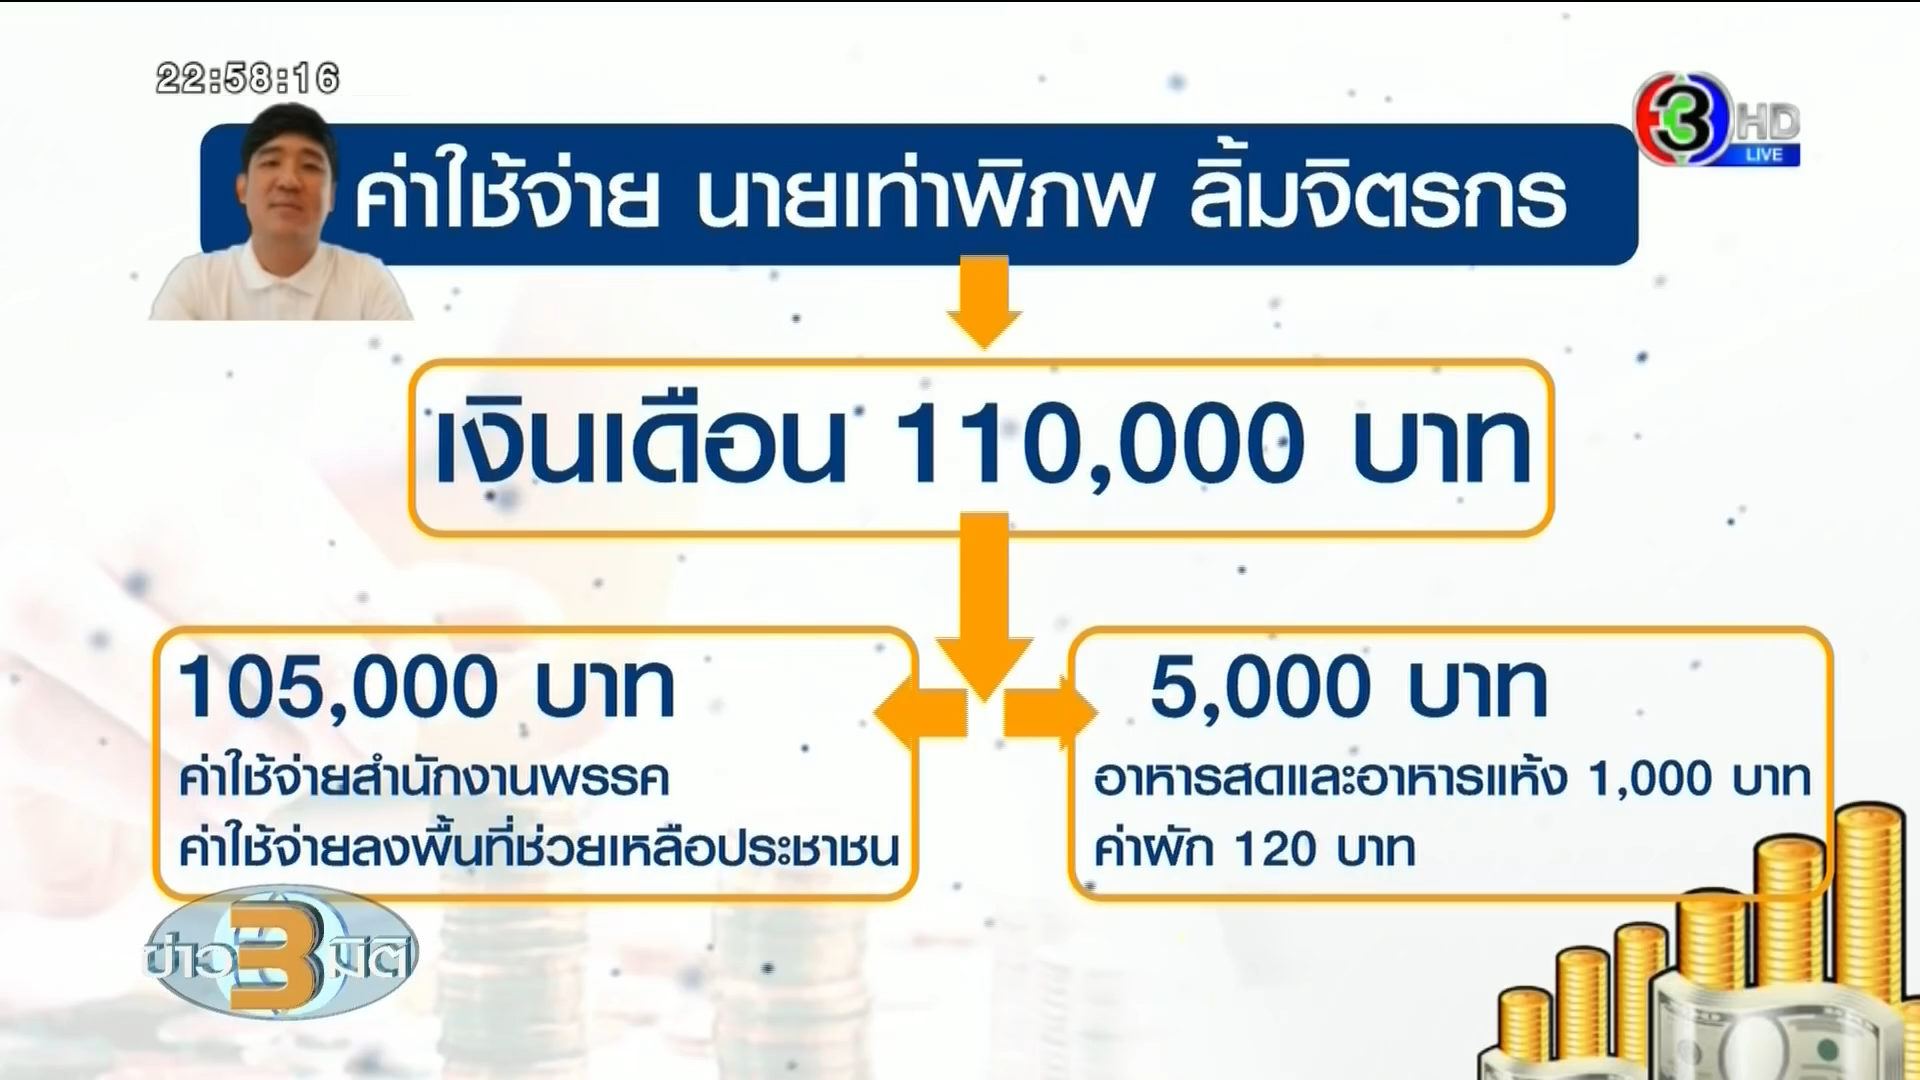 22:58:16
3 HD
LIVE
ค่าใช้จ่าย นายเท่าพิภพ ลิ้มจิตรกร
เงินเดือน 110,000 บาท
105,000 บาท
ค่าใช้จ่ายสำนักงานพรรค
ค่าใช้จ่ายลงพื้นที่ช่วยเหลือประชาชน
5,000 บาท
อาหารสดและอาหารแห้ง 1,000 บาท
ค่าผัก 120 บาท
ข่าว 3 มิติ